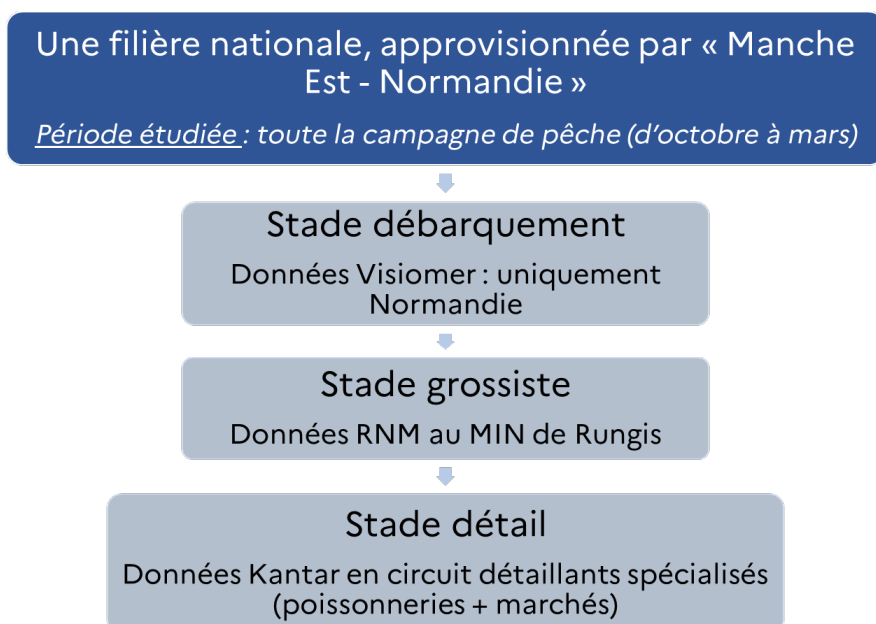 Une filière nationale, approvisionnée par « Manche
Est - Normandie »
Période étudiée : toute la campagne de pêche (d’octobre à mars)
Stade débarquement
Données Visiomer : uniquement
Normandie
Stade grossiste
Données RNM au MIN de Rungis
Stade détail
Données Kantar en circuit détaillants spécialisés
(poissonneries + marchés)